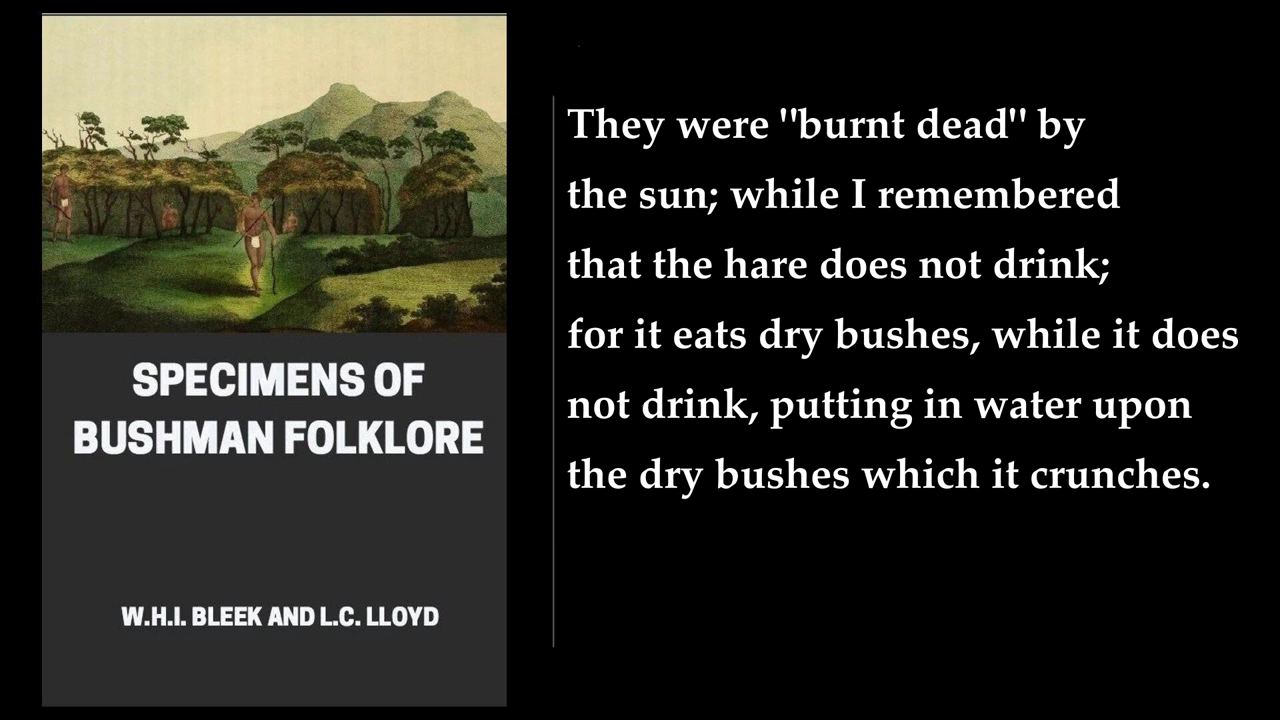 SPECIMENS OF
BUSHMAN FOLKLORE
W.H.I. BLEEK AND L.C. LLOYD
They were "burnt dead" by
the sun; while I remembered
that the hare does not drink;
for it eats dry bushes, while it does
not drink, putting in water upon
the dry bushes which it crunches.